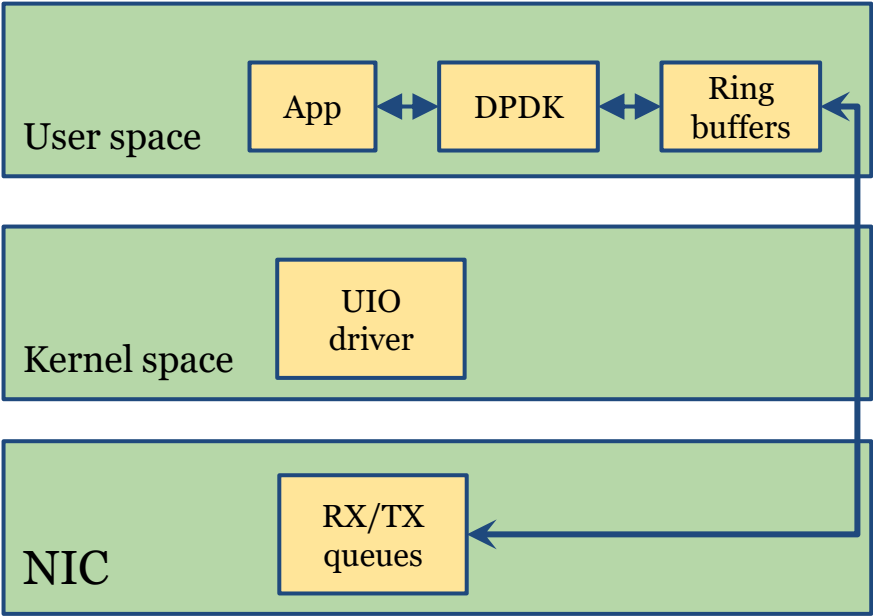 User space
App
DPDK
Ring
buffers
Kernel space
UIO
driver
NIC
RX/TX
queues